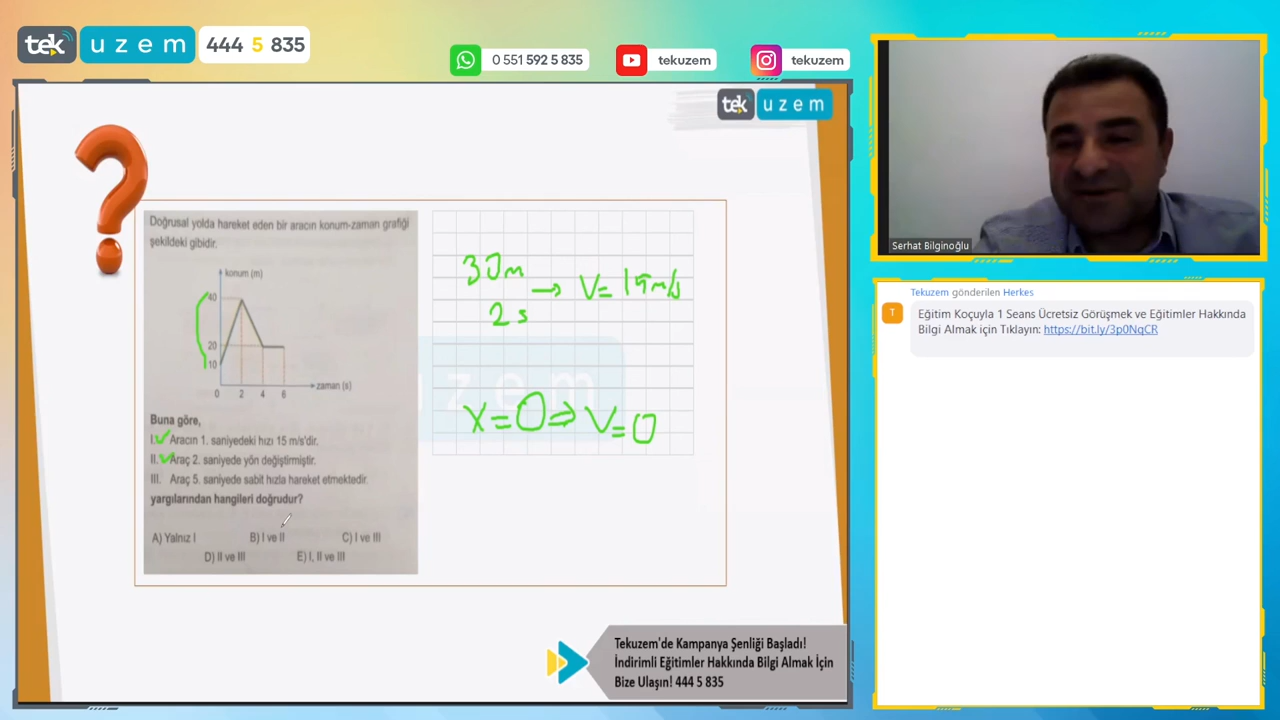 tek uzem 444 5 835
0 551 592 5 835
tekuzem
tekuzem
tek uzem
Doğrusal yolda hareket eden bir aracın konum-zaman grafiği
şekildeki gibidir.
konum (m)
40
20
10
zaman (s)
0 2 4 6
Buna göre,
I. Aracın 1. saniyedeki hızı 15 m/s'dir.
II. Araç 2. saniyede yön değiştirmiştir.
III. Araç 5. saniyede sabit hızla hareket etmektedir.
yargılarından hangileri doğrudur?
A) Yalnız I B) I ve II C) I ve III
D) II ve III E) I, II ve III
30m
2 s → V= 15m/s
X=0⇒V=0
uzem
Tekuzem'de Kampanya Şenliği Başladı!
İndirimli Eğitimler Hakkında Bilgi Almak İçin
Bize Ulaşın! 444 5 835
Serhat Bilginoğlu
Tekuzem gönderilen Herkes
T
Eğitim Koçuyla 1 Seans Ücretsiz Görüşmek ve Eğitimler Hakkında
Bilgi Almak için Tıklayın: https://bit.ly/3p0NqCR